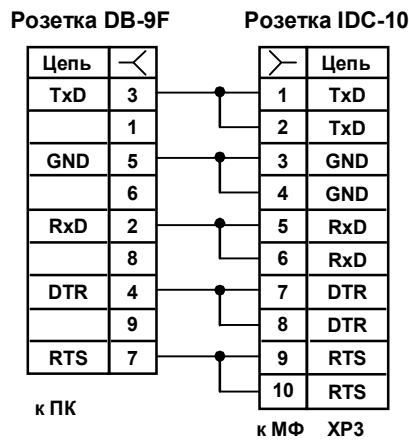 Розетка DB-9F Розетка IDC-10
Цепь Цепь
TxD 3 1 TxD
1 2 TxD
GND 5 3 GND
6 4 GND
RxD 2 5 RxD
8 6 RxD
DTR 4 7 DTR
9 8 DTR
RTS 7 9 RTS
10 RTS
к ПК
к МФ XP3